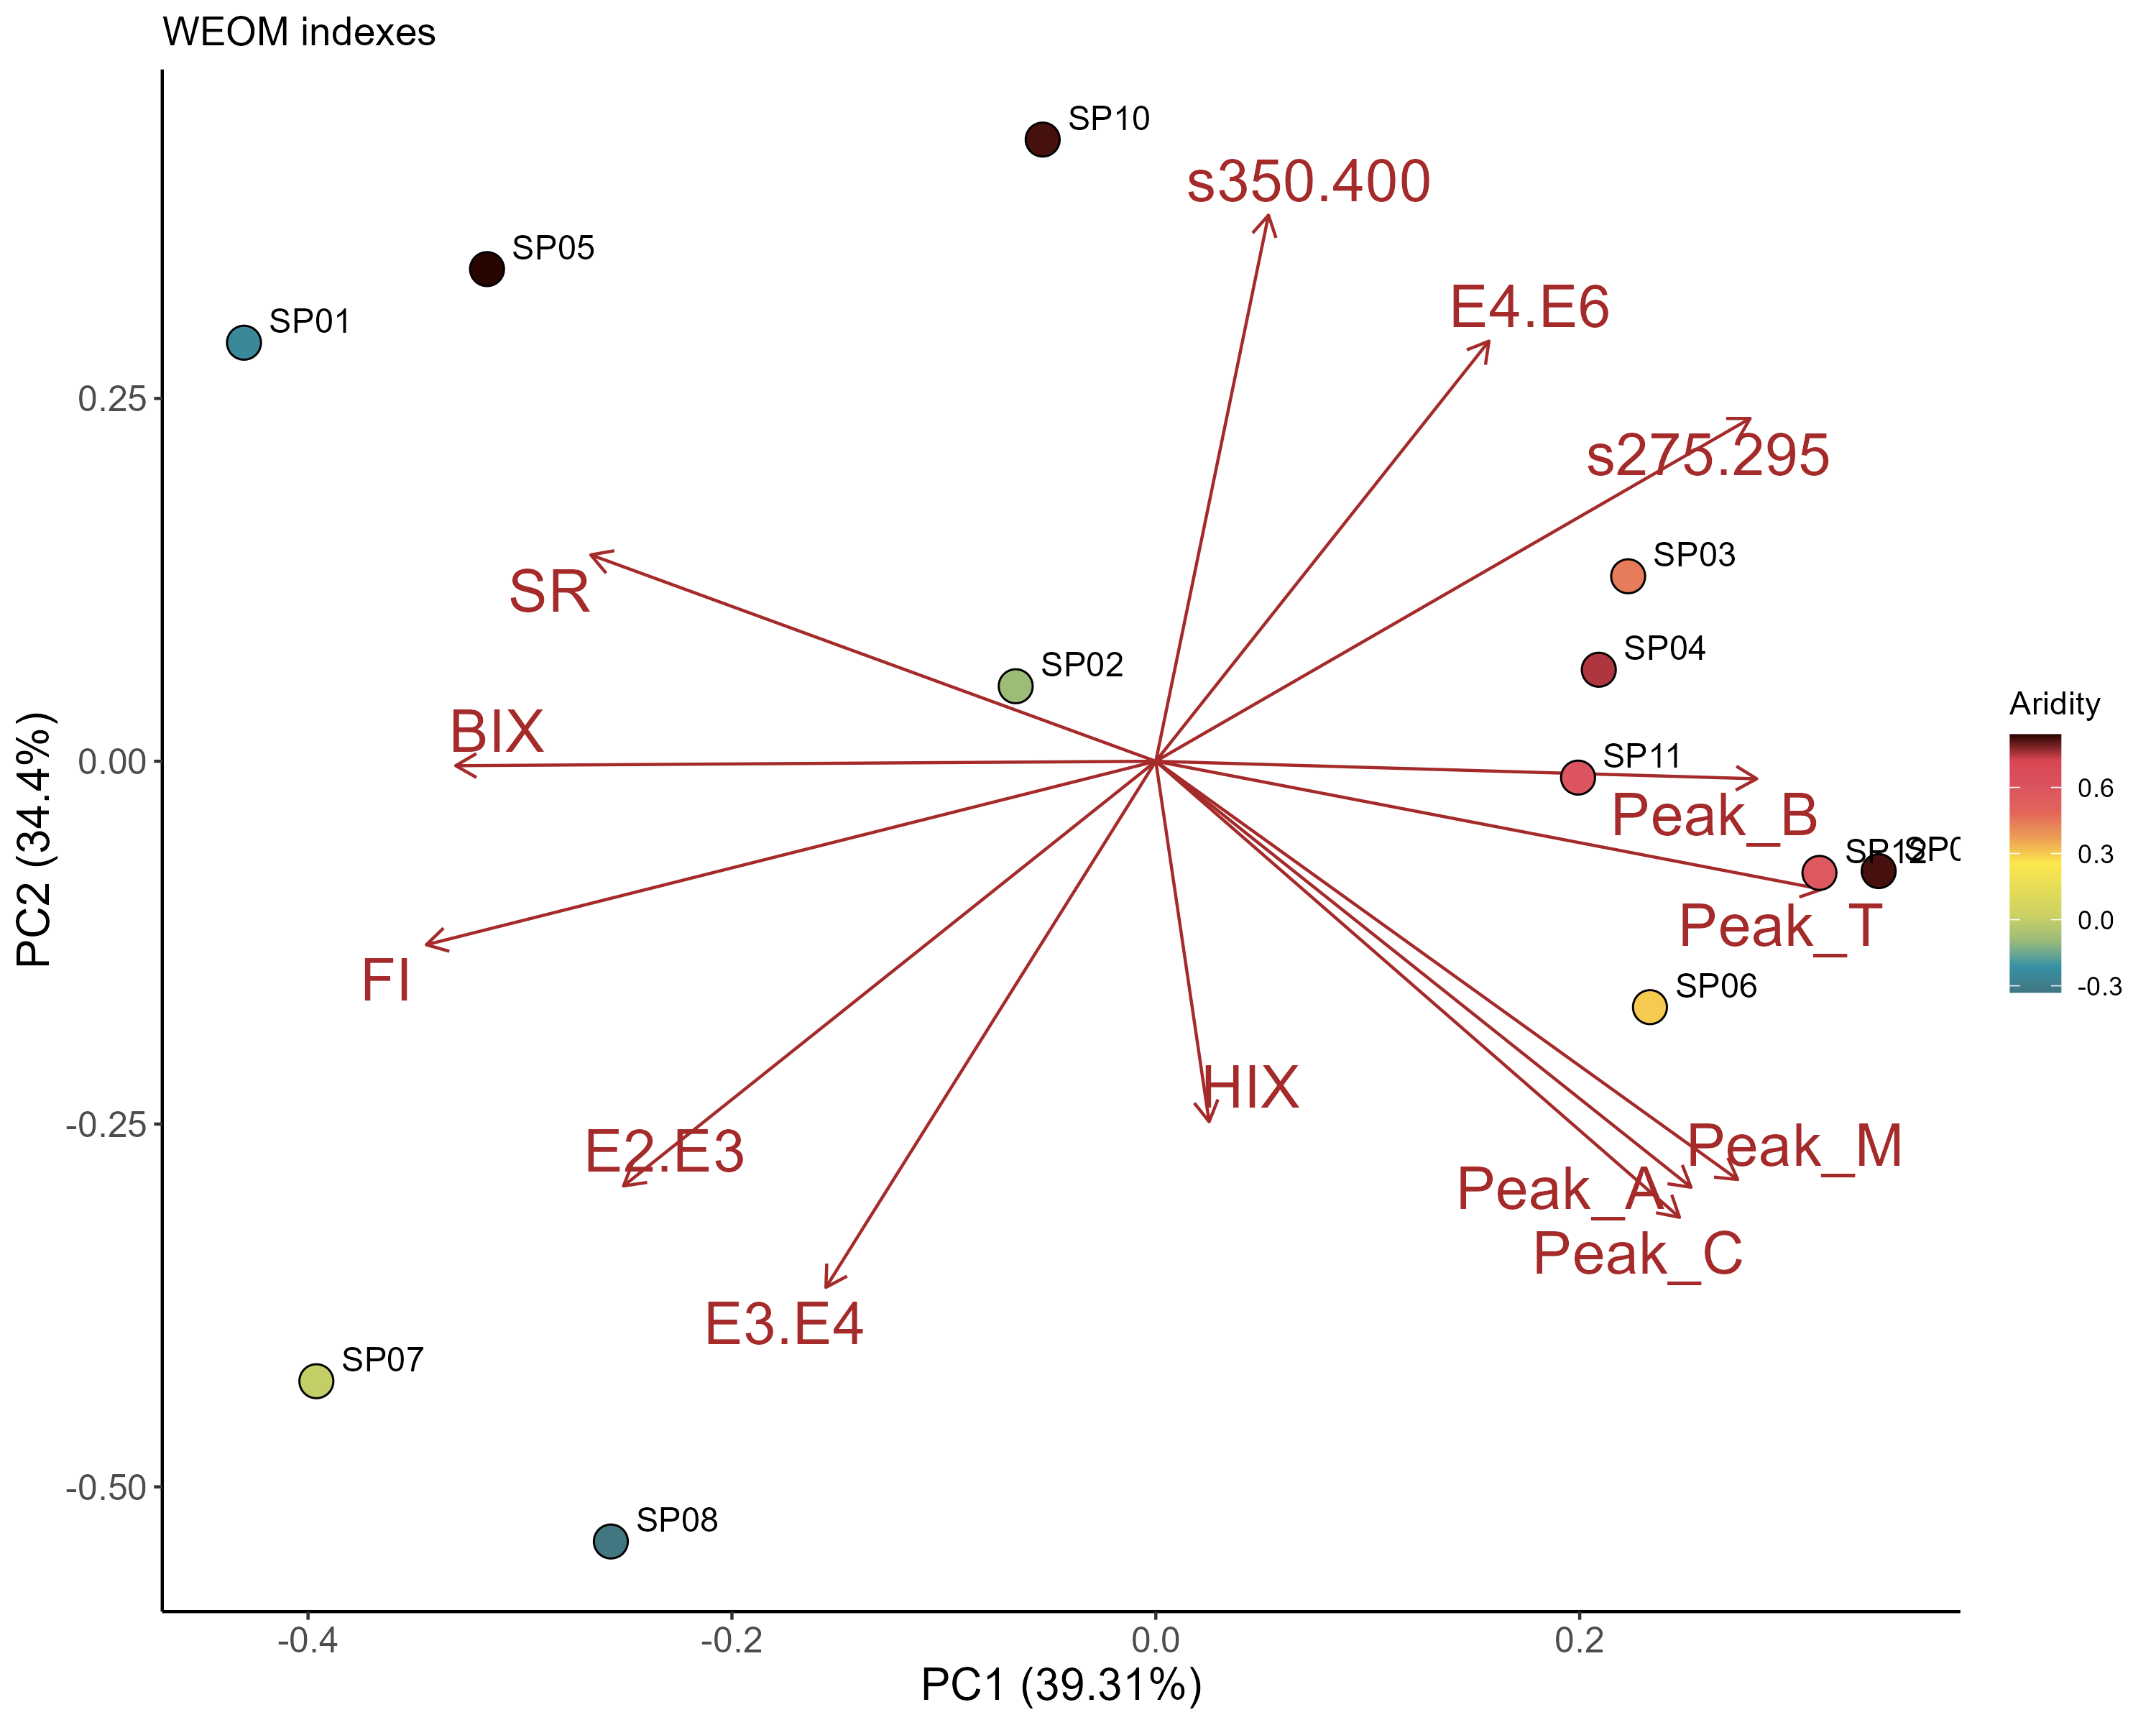 WEOM indexes
SP10
s350.400
SP05
E4.E6
SP01
0.25
s275.295
SP03
SR
SP04
SP02
Aridity
BIX
0.00
SP11
0.6
Peak_B
SP12
0.3
Peak_T
0.0
FI
SP06
-0.3
HIX
-0.25
E2.E3
Peak_M
Peak_A
Peak_C
E3.E4
SP07
-0.50
SP08
-0.4
-0.2
0.0
0.2
PC1 (39.31%)
PC2 (34.4%)